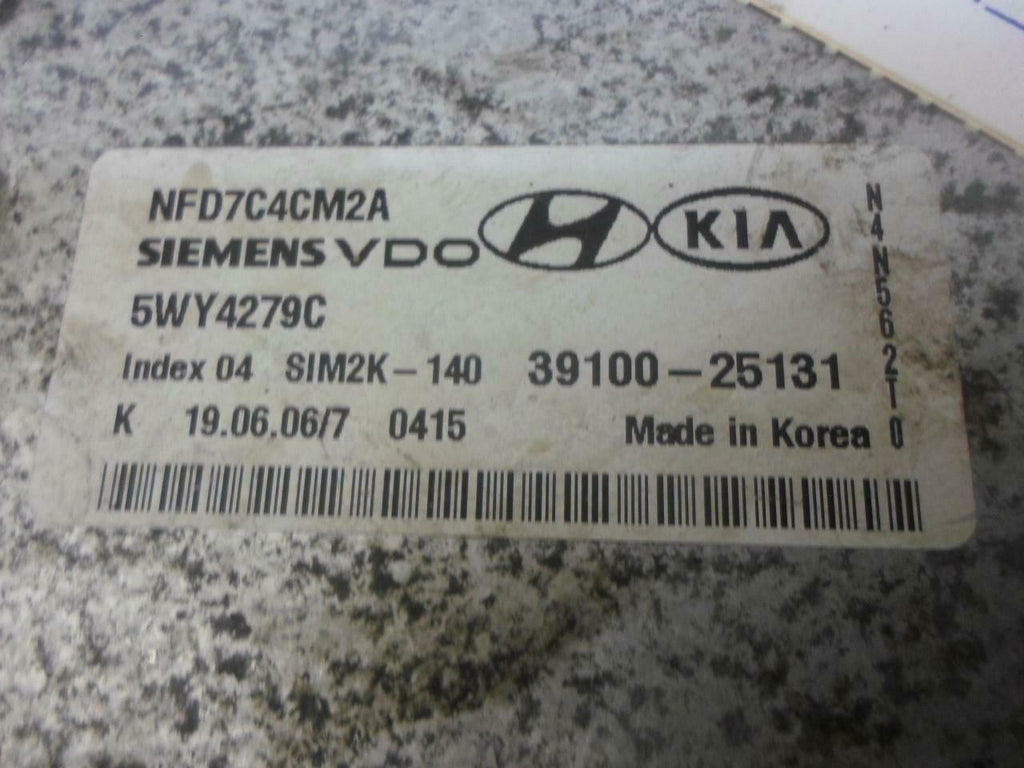 NFD7C4CM2A
SIEMENS VDO KIA
5WY4279C
Index 04 SIM2K-140 39100-25131
K 19.06.06/7 0415 Made in Korea
N4N562T0